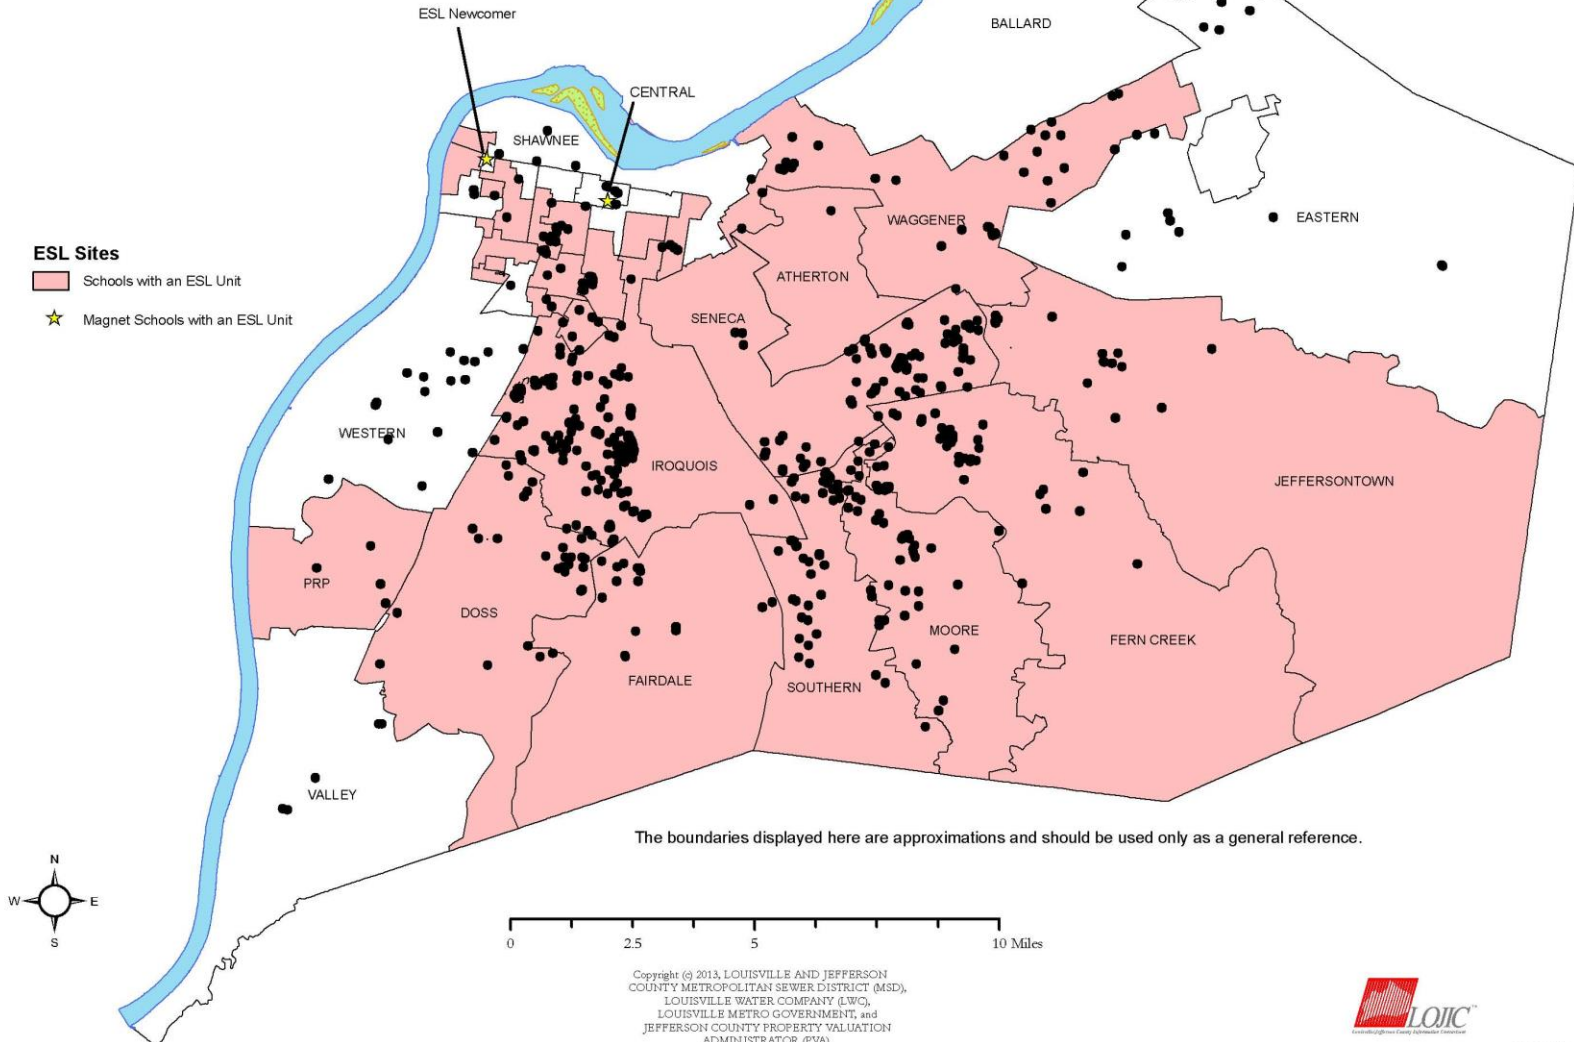 ESL Newcomer
BALLARD
CENTRAL
SHAWNEE
WAGGENER
EASTERN
ESL Sites
Schools with an ESL Unit
Magnet Schools with an ESL Unit
ATHERTON
SENECA
WESTERN
IROQUOIS
JEFFERSONTOWN
PRP
DOSS
MOORE
FERN CREEK
FAIRDALE
SOUTHERN
VALLEY
The boundaries displayed here are approximations and should be used only as a general reference.
N
W E
S
0 2.5 5 10 Miles
Copyright (c) 2013, LOUISVILLE AND JEFFERSON
COUNTY METROPOLITAN SEWER DISTRICT (MSD),
LOUISVILLE WATER COMPANY (LWC),
LOUISVILLE METRO GOVERNMENT, and
JEFFERSON COUNTY PROPERTY VALUATION
ADMINISTRATOR (PVA)
LOJIC™